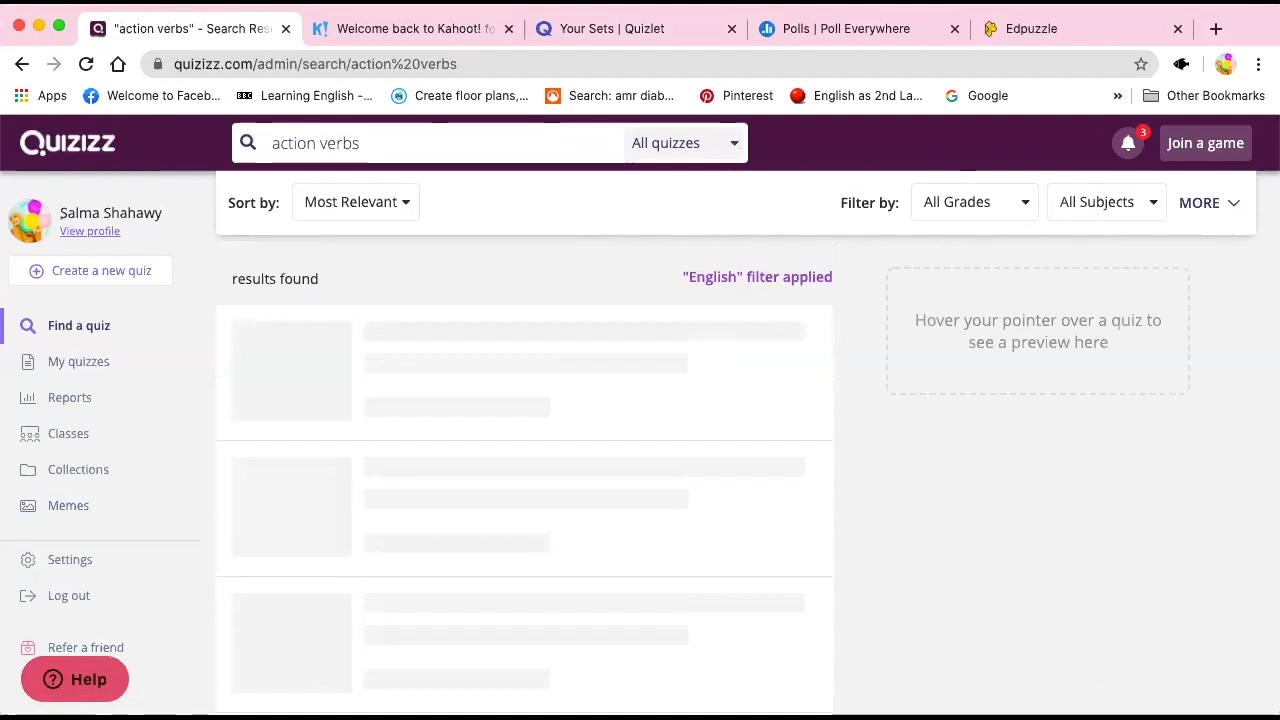 "action verbs" - Search Res
Welcome back to Kahoot! fo
Your Sets | Quizlet
Polls | Poll Everywhere
Edpuzzle
quizizz.com/admin/search/action%20verbs
Apps
Welcome to Faceb...
BBC
Learning English -...
Create floor plans,...
Search: amr diab...
Pinterest
English as 2nd La...
Google
»
Other Bookmarks
Quizizz
action verbs
All quizzes
3
Join a game
Salma Shahawy
View profile
Create a new quiz
Find a quiz
My quizzes
Reports
Classes
Collections
Memes
Settings
Log out
Refer a friend
Help
Sort by:
Most Relevant
Filter by:
All Grades
All Subjects
MORE
results found
"English" filter applied
Hover your pointer over a quiz to
see a preview here